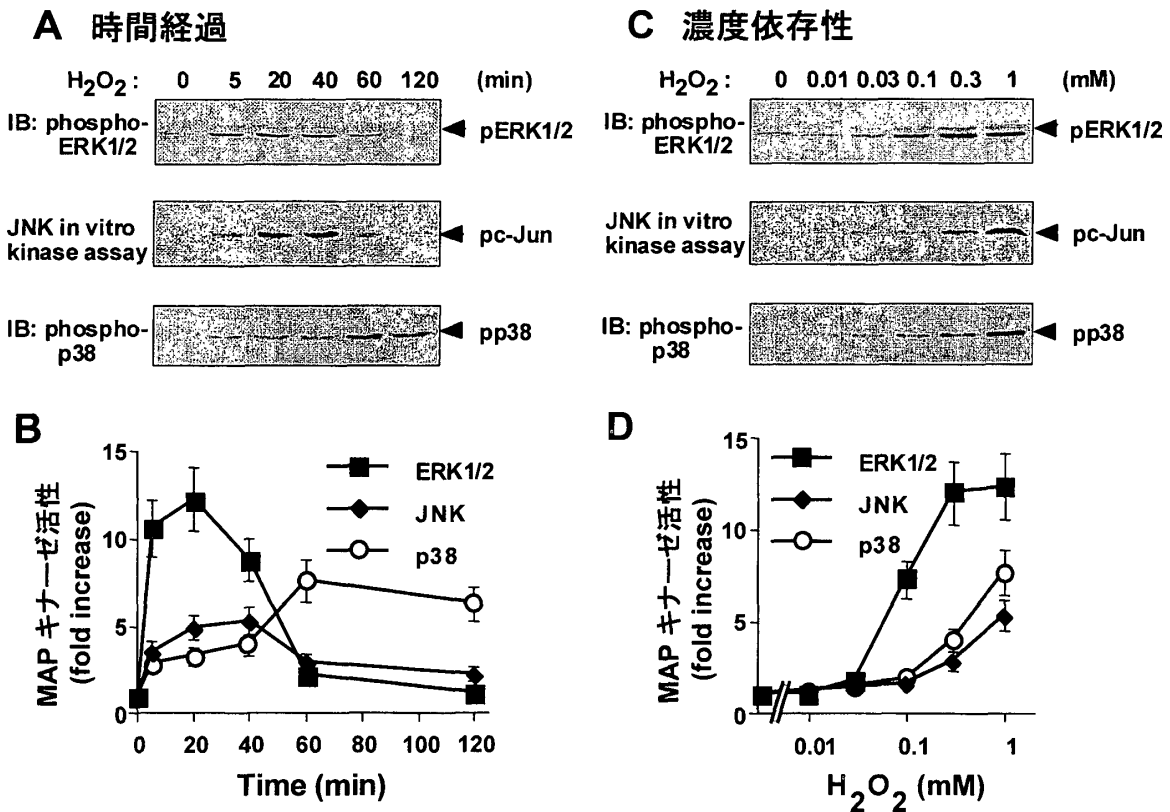 A 時間経過
H2O2 : 0 5 20 40 60 120 (min)
IB: phospho-
ERK1/2
pERK1/2
JNK in vitro
kinase assay
pc-Jun
IB: phospho-
p38
pp38
B
MAP キナーゼ活性
(fold increase)
15
10
5
0
ERK1/2
JNK
p38
0 20 40 60 80 100 120
Time (min)
C 濃度依存性
H2O2 : 0 0.01 0.03 0.1 0.3 1 (mM)
IB: phospho-
ERK1/2
pERK1/2
JNK in vitro
kinase assay
pc-Jun
IB: phospho-
p38
pp38
D
MAP キナーゼ活性
(fold increase)
15
10
5
0
ERK1/2
JNK
p38
0.01 0.1 1
H2O2 (mM)